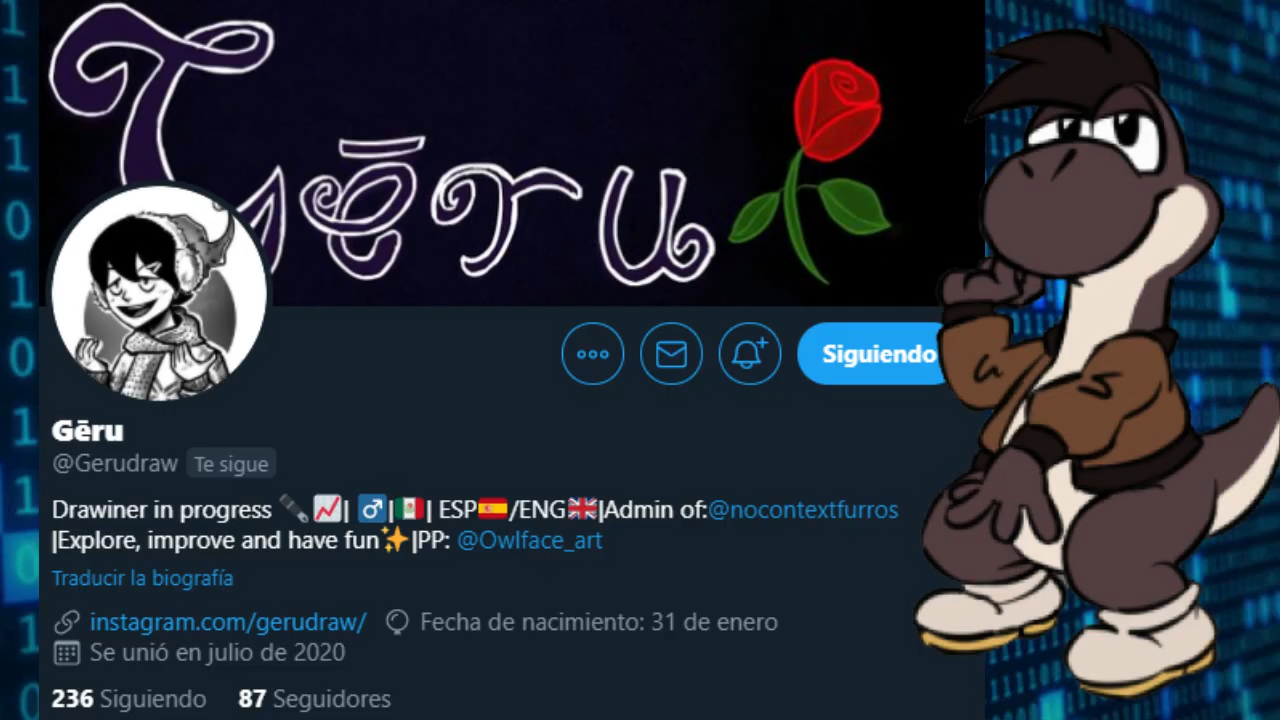 Gēru
Siguiendo
Gēru
@Gerudraw Te sigue
Drawiner in progress 🖊️📈| ♂️|🇲🇽| ESP🇪🇸/ENG🇬🇧|Admin of:@nocontextfurros
|Explore, improve and have fun✨|PP: @Owlface_art
Traducir la biografía
instagram.com/gerudraw/ Fecha de nacimiento: 31 de enero
Se unió en julio de 2020
236 Siguiendo 87 Seguidores